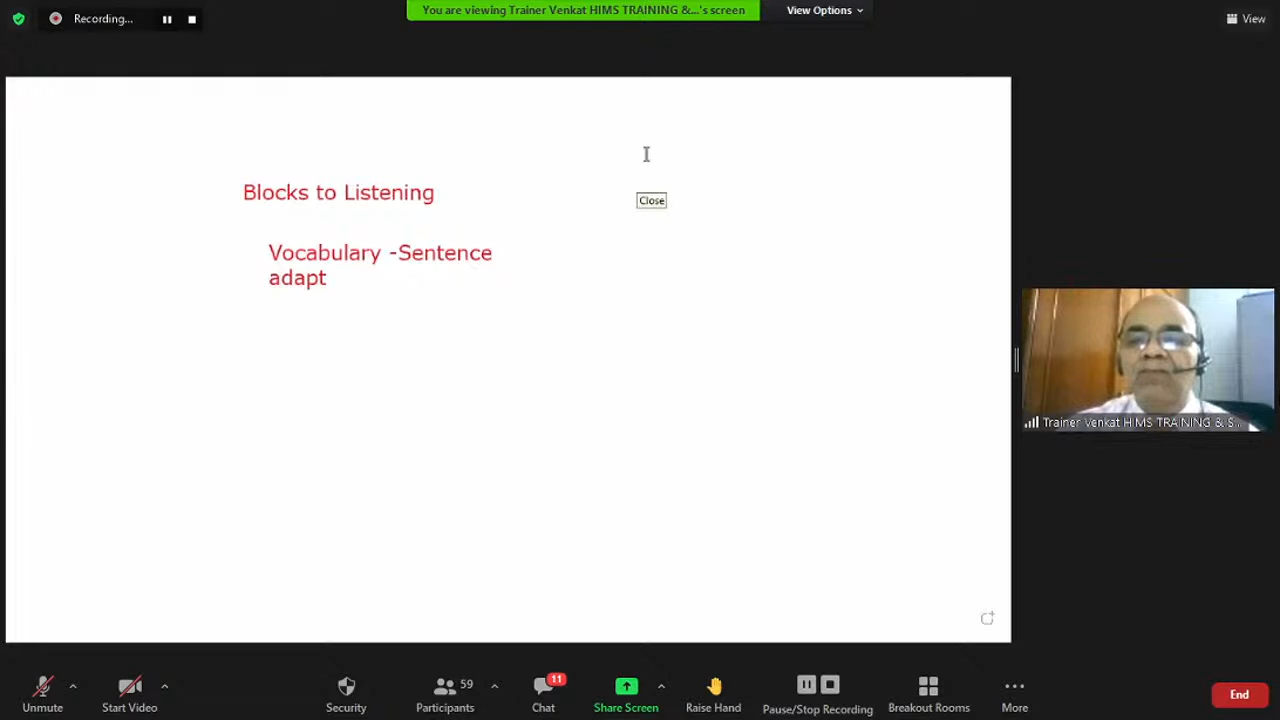 Recording...
You are viewing Trainer Venkat HIMS TRAINING &...'s screen
View Options
View
Blocks to Listening
Close
Vocabulary -Sentence
adapt
Trainer Venkat HIMS TRAINING & S...
Unmute
Start Video
Security
59
Participants
11
Chat
Share Screen
Raise Hand
Pause/Stop Recording
Breakout Rooms
More
End